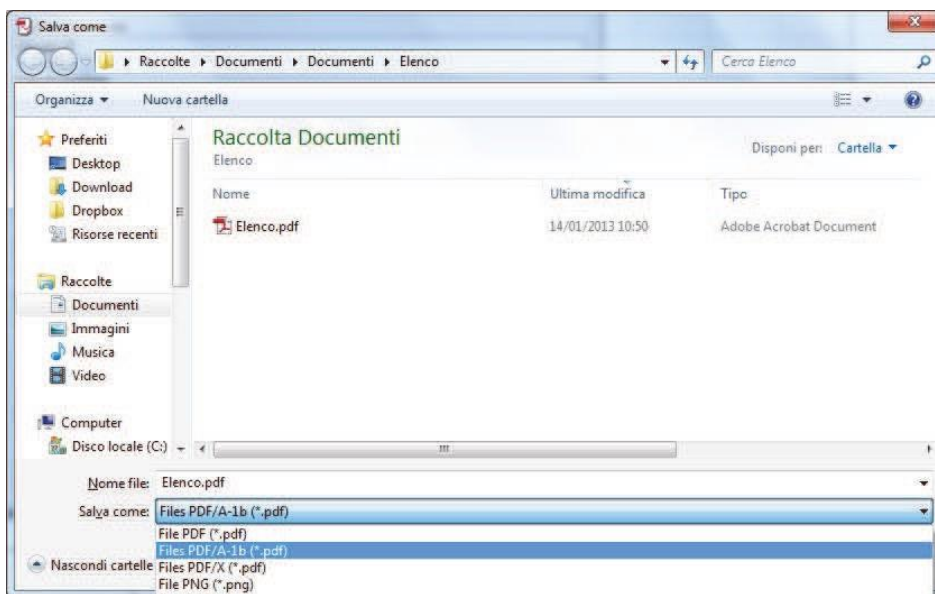 Salva come
Raccolte ▸ Documenti ▸ Documenti ▸ Elenco
Cerca Elenco
Organizza
Nuova cartella
Preferiti
Desktop
Download
Dropbox
Risorse recenti
Raccolte
Documenti
Immagini
Musica
Video
Computer
Disco locale (C:)
Raccolta Documenti
Elenco
Disponi per: Cartella
Nome Ultima modifica Tipo
Elenco.pdf 14/01/2013 10:50 Adobe Acrobat Document
Nome file: Elenco.pdf
Salva come: Files PDF/A-1b (*.pdf)
File PDF (*.pdf)
Files PDF/A-1b (*.pdf)
Files PDF/X (*.pdf)
File PNG (*.png)
Nascondi cartelle